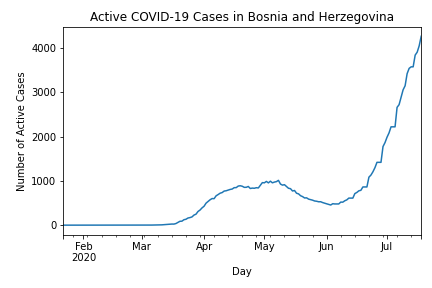 Active COVID-19 Cases in Bosnia and Herzegovina
Number of Active Cases
4000
3000
2000
1000
0
Feb
2020
Mar
Apr
May
Jun
Jul
Day